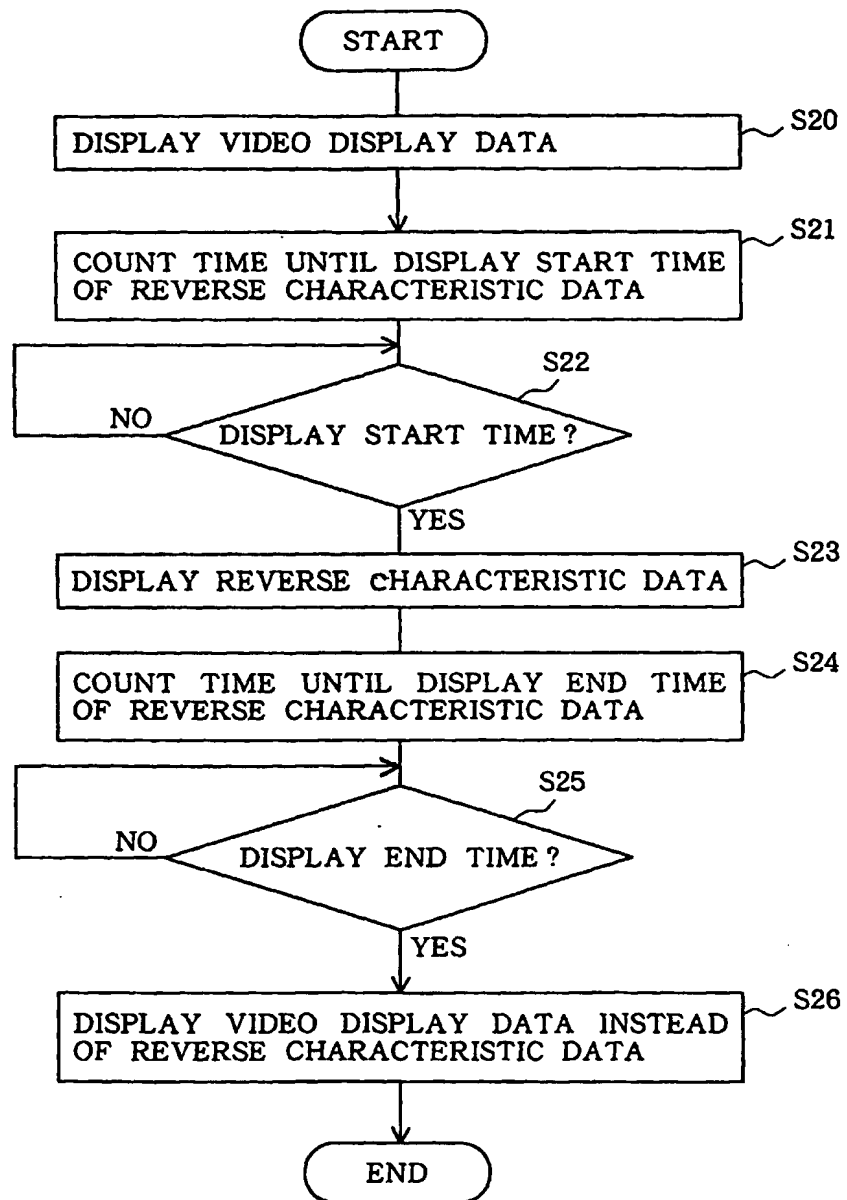 START
DISPLAY VIDEO DISPLAY DATA
S20
COUNT TIME UNTIL DISPLAY START TIME
OF REVERSE CHARACTERISTIC DATA
S21
S22
NO
DISPLAY START TIME?
YES
DISPLAY REVERSE cHARACTERISTIC DATA
S23
COUNT TIME UNTIL DISPLAY END TIME
OF REVERSE CHARACTERISTIC DATA
S24
S25
NO
DISPLAY END TIME?
YES
DISPLAY VIDEO DISPLAY DATA INSTEAD
OF REVERSE CHARACTERISTIC DATA
S26
END